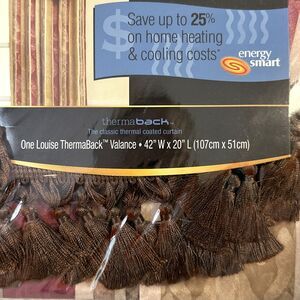 $
Save up to 25%
on home heating
& cooling costs*
energy
smart
thermaback™
The classic thermal coated curtain
One Louise ThermaBack™ Valance • 42" W x 20" L (107cm x 51cm)